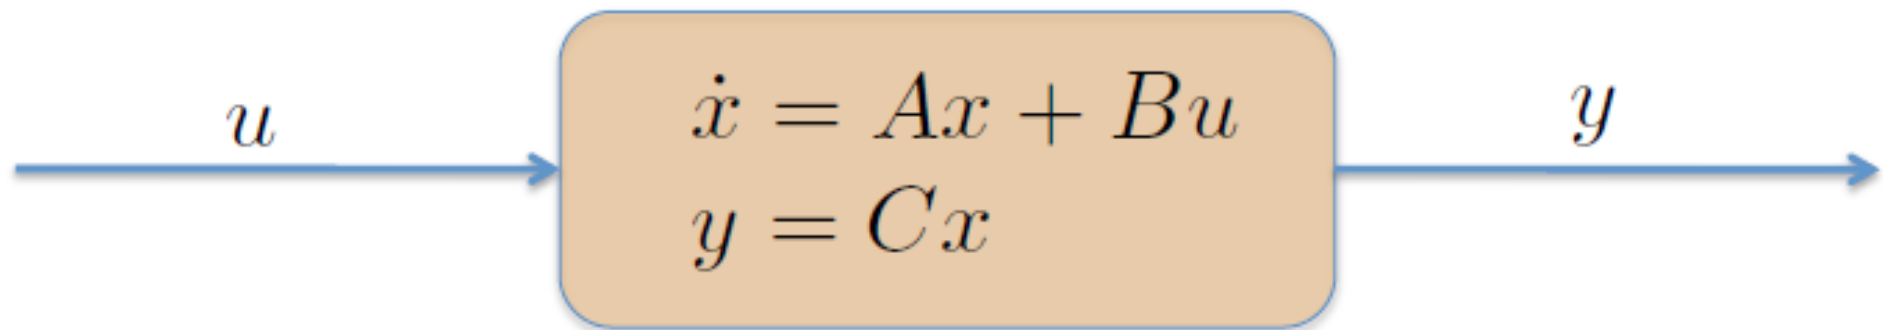 u
ẋ = Ax + Bu
y = Cx
y